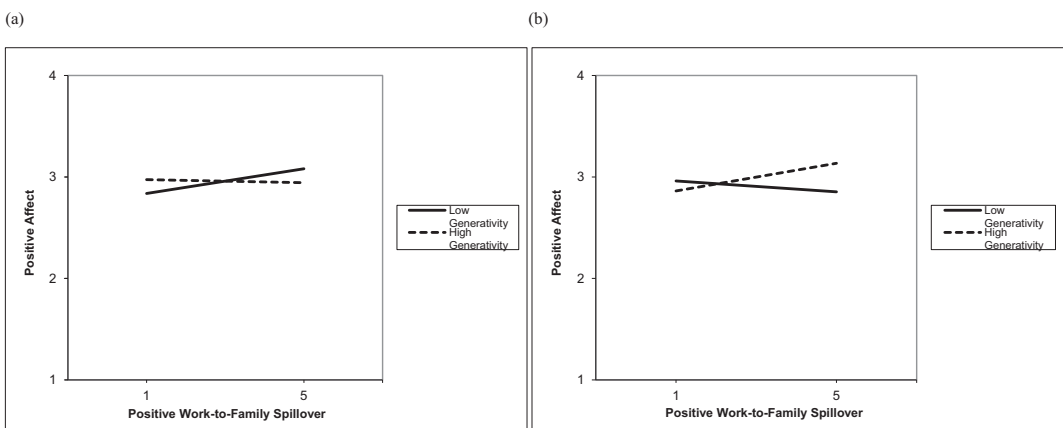 (a)
4
3
2
1
Positive Affect
1 5
Positive Work-to-Family Spillover
Low
Generativity
High
Generativity
(b)
4
3
2
1
Positive Affect
1 5
Positive Work-to-Family Spillover
Low
Generativity
High
Generativity